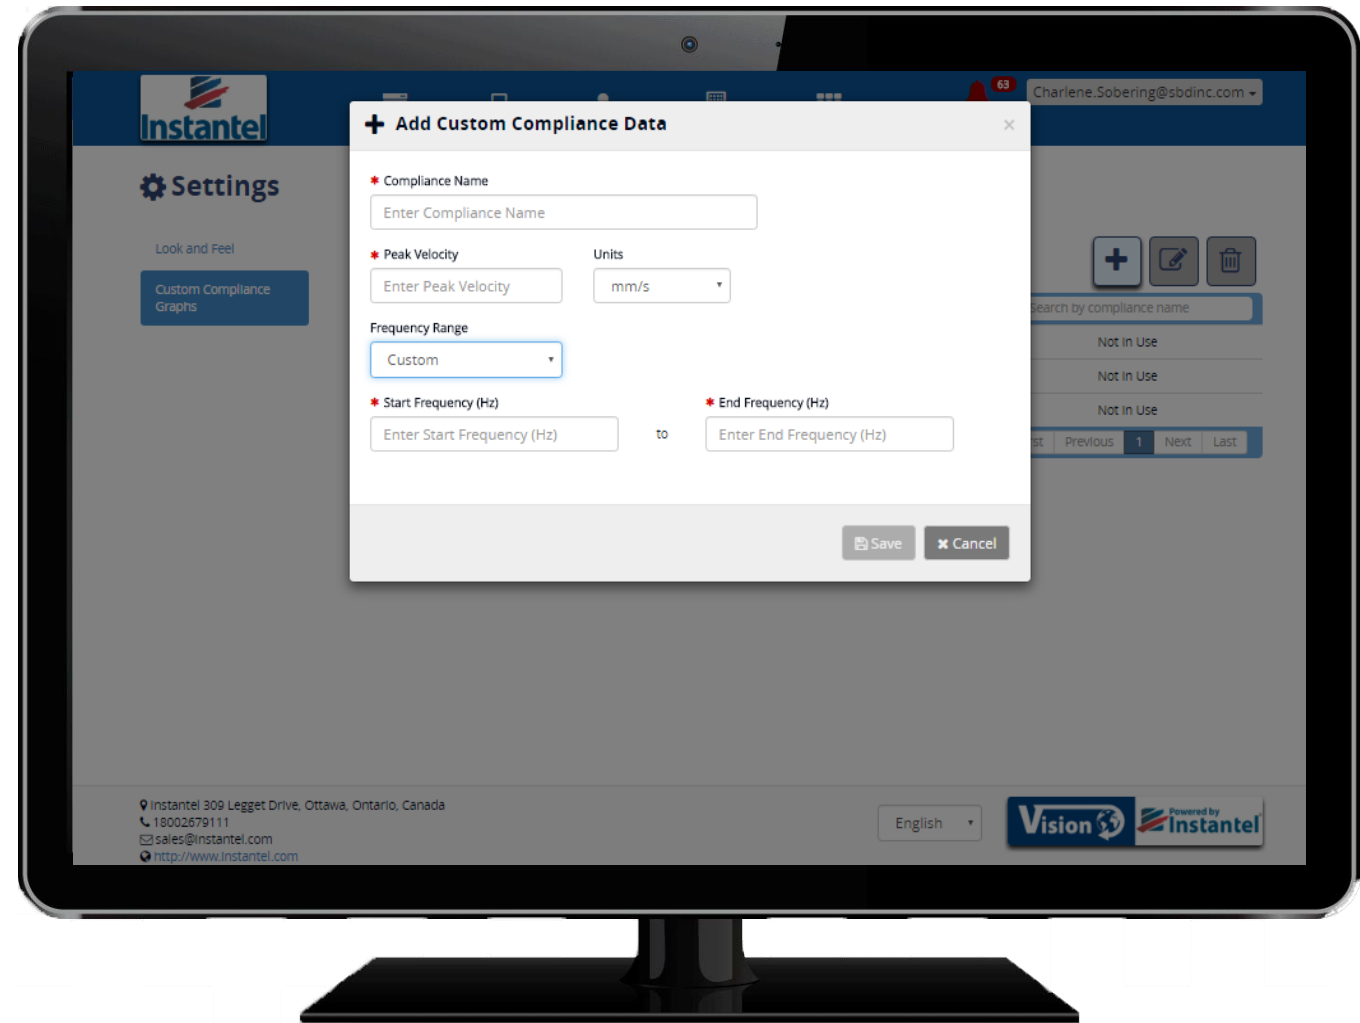 Instantel
63
Charlene.Sobering@sbdinc.com
Add Custom Compliance Data
×
Settings
Look and Feel
Custom Compliance
Graphs
* Compliance Name
Enter Compliance Name
* Peak Velocity
Units
Enter Peak Velocity
mm/s
Frequency Range
Custom
* Start Frequency (Hz)
* End Frequency (Hz)
Enter Start Frequency (Hz)
to
Enter End Frequency (Hz)
Save
Cancel
Search by compliance name
Not In Use
Not In Use
Not In Use
Previous 1 Next Last
Instantel 309 Legget Drive, Ottawa, Ontario, Canada
18002679111
sales@instantel.com
http://www.instantel.com
English
Vision
Powered by
Instantel